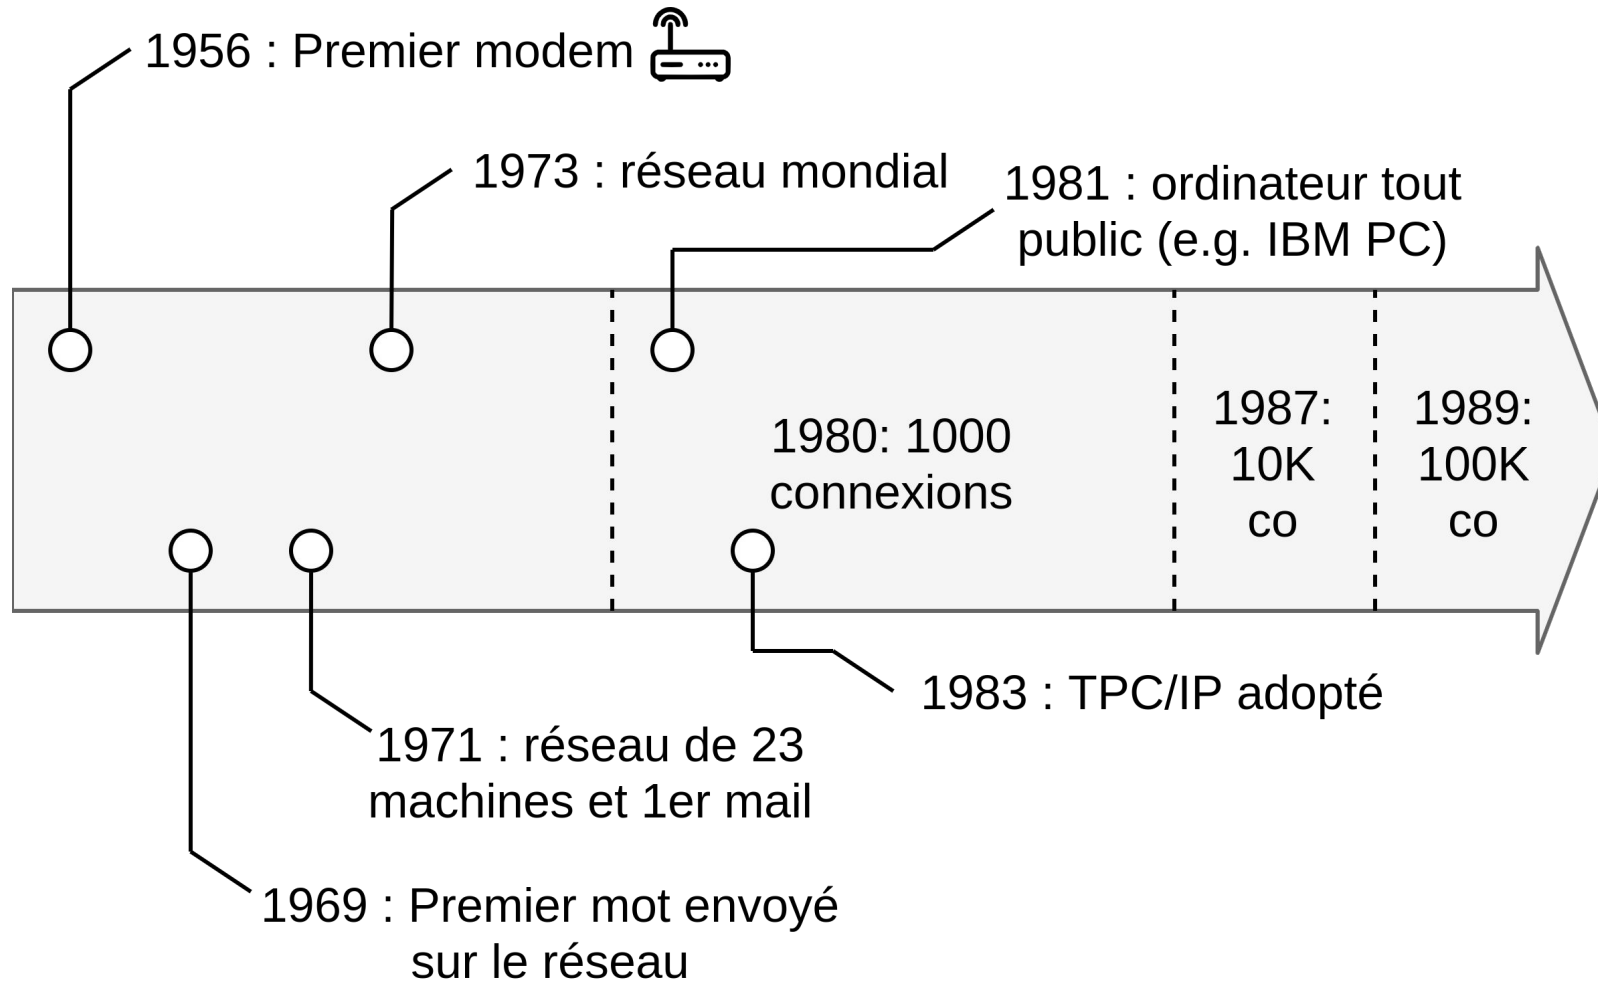 1956 : Premier modem
1973 : réseau mondial
1981 : ordinateur tout
public (e.g. IBM PC)
1980: 1000
connexions
1987:
10K
co
1989:
100K
co
1983 : TPC/IP adopté
1971 : réseau de 23
machines et 1er mail
1969 : Premier mot envoyé
sur le réseau